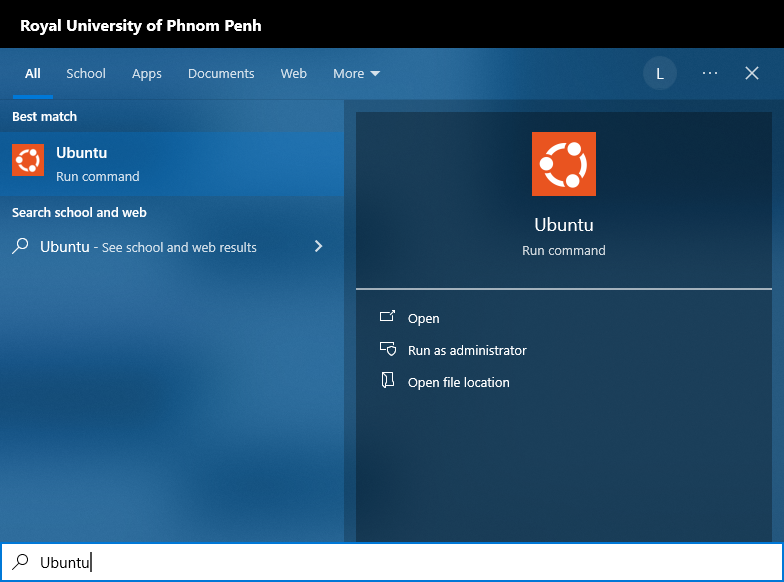 Royal University of Phnom Penh
All School Apps Documents Web More L ...
Best match
Ubuntu
Run command
Search school and web
Ubuntu - See school and web results
Ubuntu
Run command
Open
Run as administrator
Open file location
Ubuntu